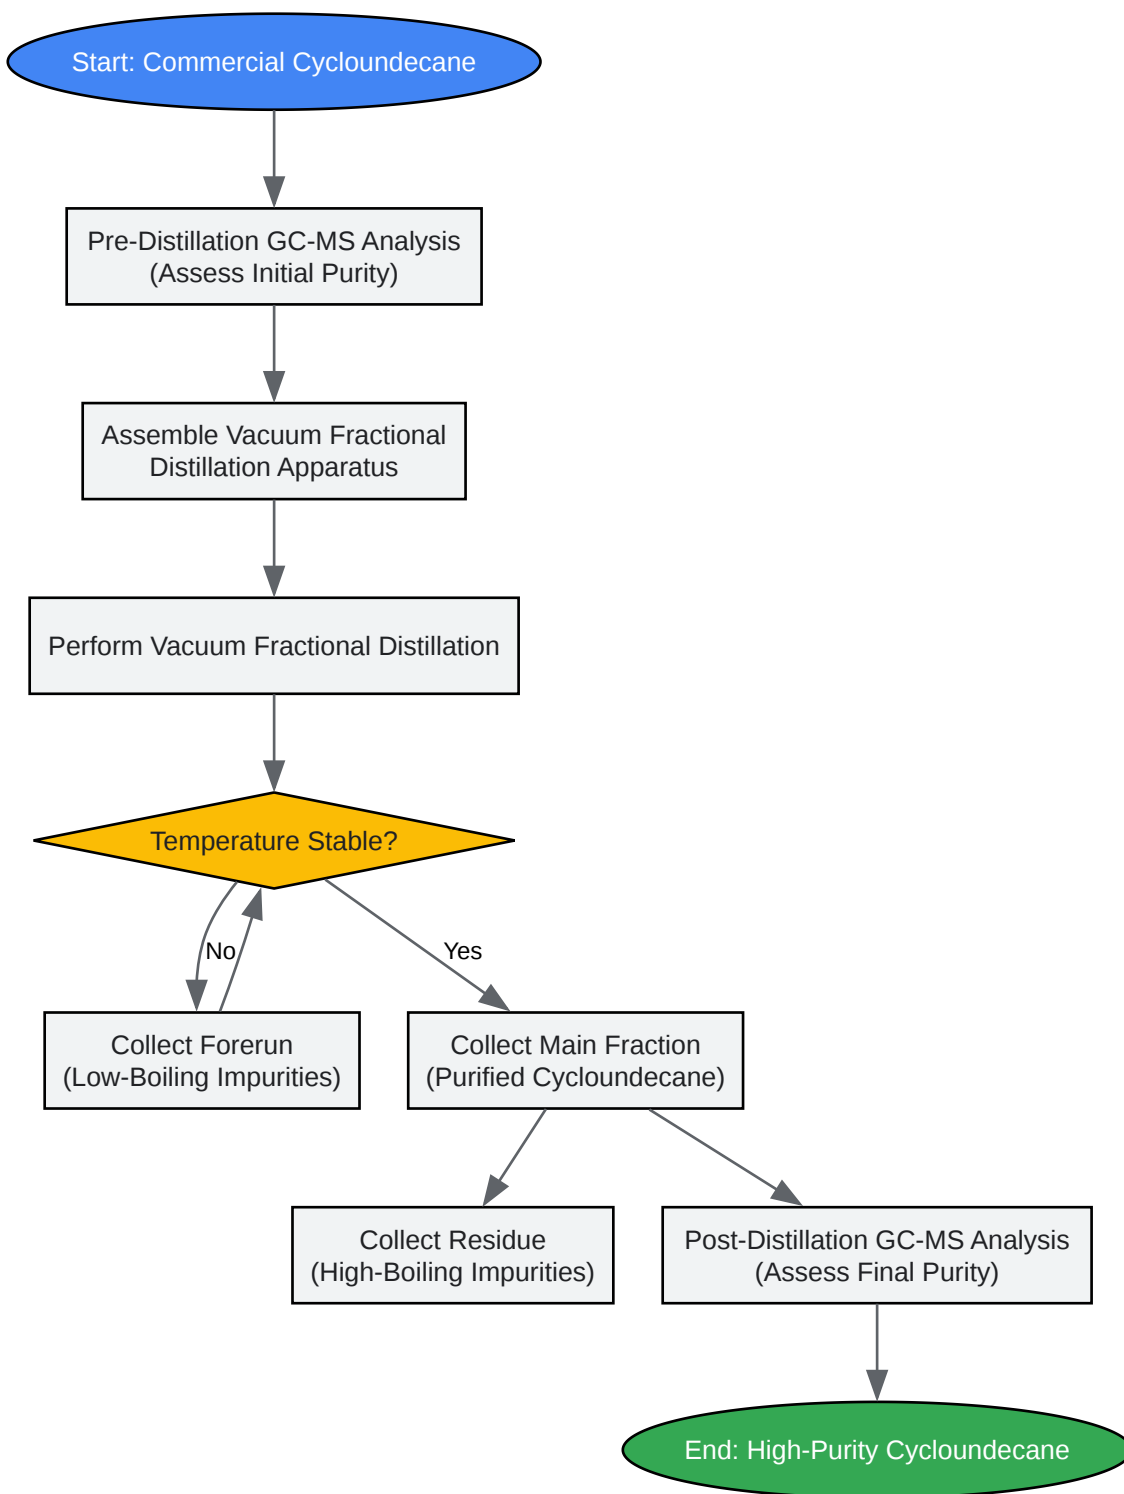 Start: Commercial Cycloundecane
Pre-Distillation GC-MS Analysis
(Assess Initial Purity)
Assemble Vacuum Fractional
Distillation Apparatus
Perform Vacuum Fractional Distillation
Temperature Stable?
No
Yes
Collect Forerun
(Low-Boiling Impurities)
Collect Main Fraction
(Purified Cycloundecane)
Collect Residue
(High-Boiling Impurities)
Post-Distillation GC-MS Analysis
(Assess Final Purity)
End: High-Purity Cycloundecane